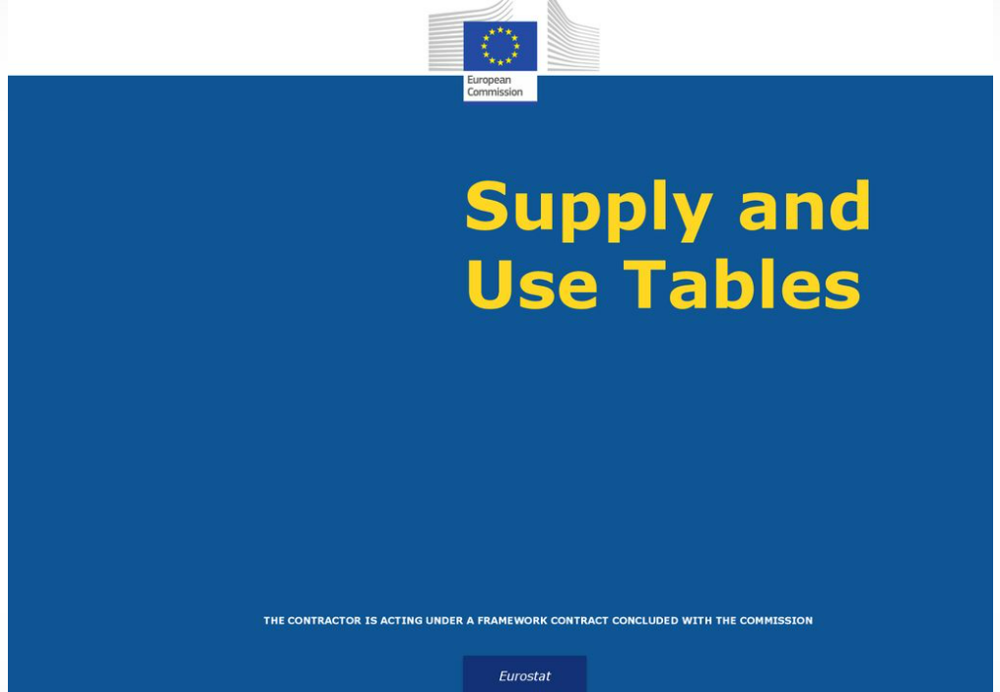 European
Commission
Supply and
Use Tables
THE CONTRACTOR IS ACTING UNDER A FRAMEWORK CONTRACT CONCLUDED WITH THE COMMISSION
Eurostat